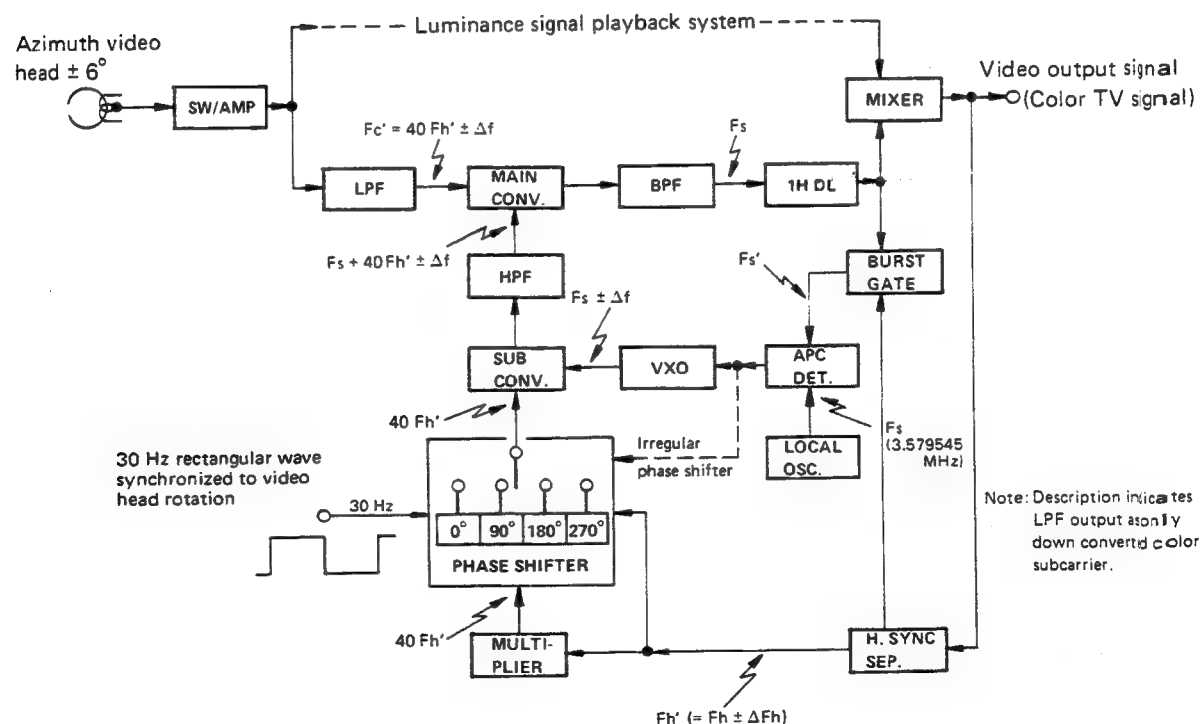 Luminance signal playback system
Azimuth video
head ± 6°
SW/AMP
MIXER
Video output signal
(Color TV signal)
Fc' = 40 Fh' ± Δf
Fs
LPF
MAIN
CONV.
BPF
1H DL
Fs + 40 Fh' ± Δf
HPF
Fs ± Δf
Fs'
BURST
GATE
SUB
CONV.
VXO
APC
DET.
40 Fh'
Irregular
phase shifter
Fs
(3.579545
MHz)
LOCAL
OSC.
30 Hz rectangular wave
synchronized to video
head rotation
30 Hz
0° 90° 180° 270°
PHASE SHIFTER
Note: Description indicates
LPF output asonly
down convertd color
subcarrier.
40 Fh'
MULTI-
PLIER
H. SYNC
SEP.
Fh' (= Fh ± ΔFh)